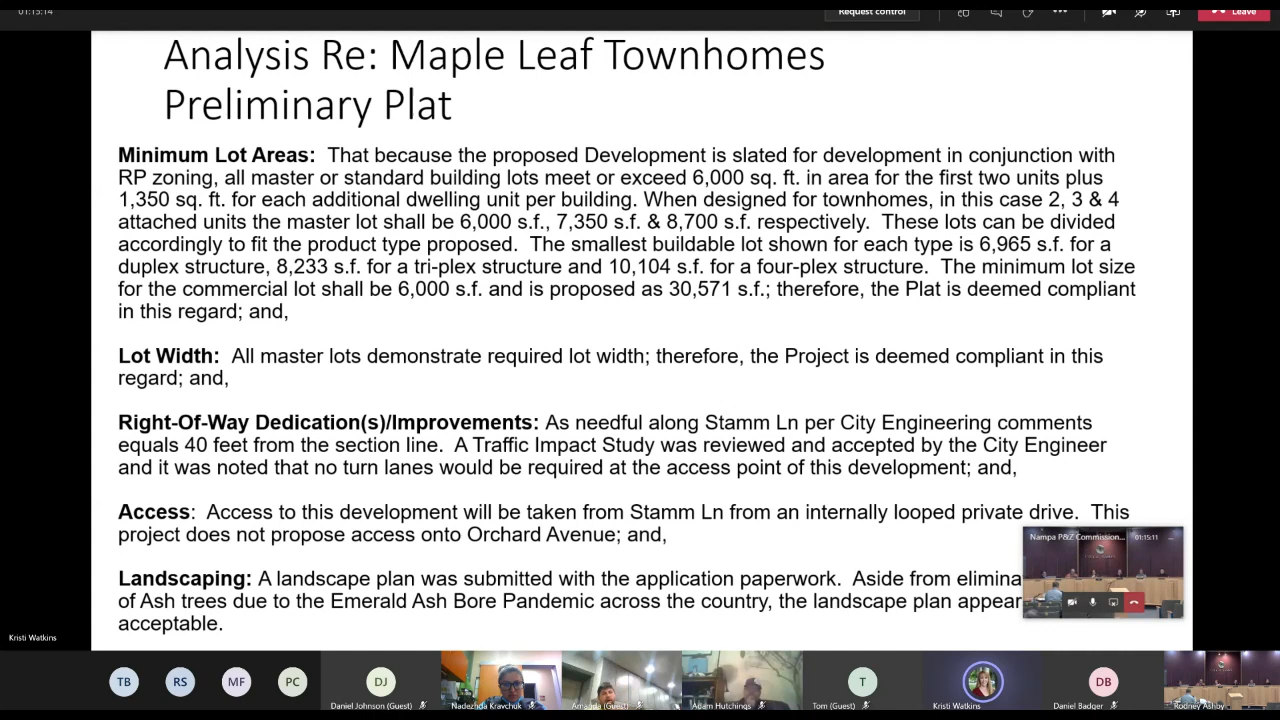 01:15:14
Request control
Leave
Analysis Re: Maple Leaf Townhomes
Preliminary Plat
Minimum Lot Areas: That because the proposed Development is slated for development in conjunction with
RP zoning, all master or standard building lots meet or exceed 6,000 sq. ft. in area for the first two units plus
1,350 sq. ft. for each additional dwelling unit per building. When designed for townhomes, in this case 2, 3 & 4
attached units the master lot shall be 6,000 s.f., 7,350 s.f. & 8,700 s.f. respectively. These lots can be divided
accordingly to fit the product type proposed. The smallest buildable lot shown for each type is 6,965 s.f. for a
duplex structure, 8,233 s.f. for a tri-plex structure and 10,104 s.f. for a four-plex structure. The minimum lot size
for the commercial lot shall be 6,000 s.f. and is proposed as 30,571 s.f.; therefore, the Plat is deemed compliant
in this regard; and,
Lot Width: All master lots demonstrate required lot width; therefore, the Project is deemed compliant in this
regard; and,
Right-Of-Way Dedication(s)/Improvements: As needful along Stamm Ln per City Engineering comments
equals 40 feet from the section line. A Traffic Impact Study was reviewed and accepted by the City Engineer
and it was noted that no turn lanes would be required at the access point of this development; and,
Access: Access to this development will be taken from Stamm Ln from an internally looped private drive. This
project does not propose access onto Orchard Avenue; and,
Landscaping: A landscape plan was submitted with the application paperwork. Aside from elimina
of Ash trees due to the Emerald Ash Bore Pandemic across the country, the landscape plan appear
acceptable.
Nampa P&Z Commission... 01:15:11 ...
Kristi Watkins
TB
RS
MF
PC
DJ
T
DB
Daniel Johnson (Guest)
Nadezhda Kravchuk
Amanda (Guest)
Adam Hutchings
Tom (Guest)
Kristi Watkins
Daniel Badger
Rodney Ashby